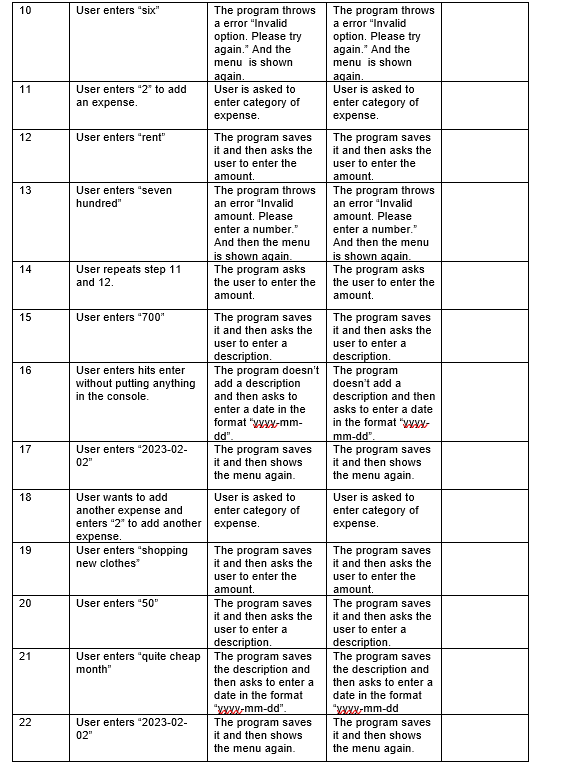 10
User enters “six”
The program throws
a error “Invalid
option. Please try
again.” And the
menu  is shown
again.
The program throws
a error “Invalid
option. Please try
again.” And the
menu  is shown
again.
11
User enters “2” to add
an expense.
User is asked to
enter category of
expense.
User is asked to
enter category of
expense.
12
User enters “rent”
The program saves
it and then asks the
user to enter the
amount.
The program saves
it and then asks the
user to enter the
amount.
13
User enters “seven
hundred”
The program throws
an error “Invalid
amount. Please
enter a number.”
And then the menu
is shown again.
The program throws
an error “Invalid
amount. Please
enter a number.”
And then the menu
is shown again.
14
User repeats step 11
and 12.
The program asks
the user to enter the
amount.
The program asks
the user to enter the
amount.
15
User enters “700”
The program saves
it and then asks the
user to enter a
description.
The program saves
it and then asks the
user to enter a
description.
16
User enters hits enter
without putting anything
in the console.
The program doesn’t
add a description
and then asks to
enter a date in the
format “yyyy-mm-
dd”.
The program
doesn’t add a
description and then
asks to enter a date
in the format “yyyy-
mm-dd”.
17
User enters “2023-02-
02”
The program saves
it and then shows
the menu again.
The program saves
it and then shows
the menu again.
18
User wants to add
another expense and
enters “2” to add another
expense.
User is asked to
enter category of
expense.
User is asked to
enter category of
expense.
19
User enters “shopping
new clothes”
The program saves
it and then asks the
user to enter the
amount.
The program saves
it and then asks the
user to enter the
amount.
20
User enters “50”
The program saves
it and then asks the
user to enter a
description.
The program saves
it and then asks the
user to enter a
description.
21
User enters “quite cheap
month”
The program saves
the description and
then asks to enter a
date in the format
“yyyy-mm-dd”.
The program saves
the description and
then asks to enter a
date in the format
“yyyy-mm-dd
22
User enters “2023-02-
02”
The program saves
it and then shows
the menu again.
The program saves
it and then shows
the menu again.